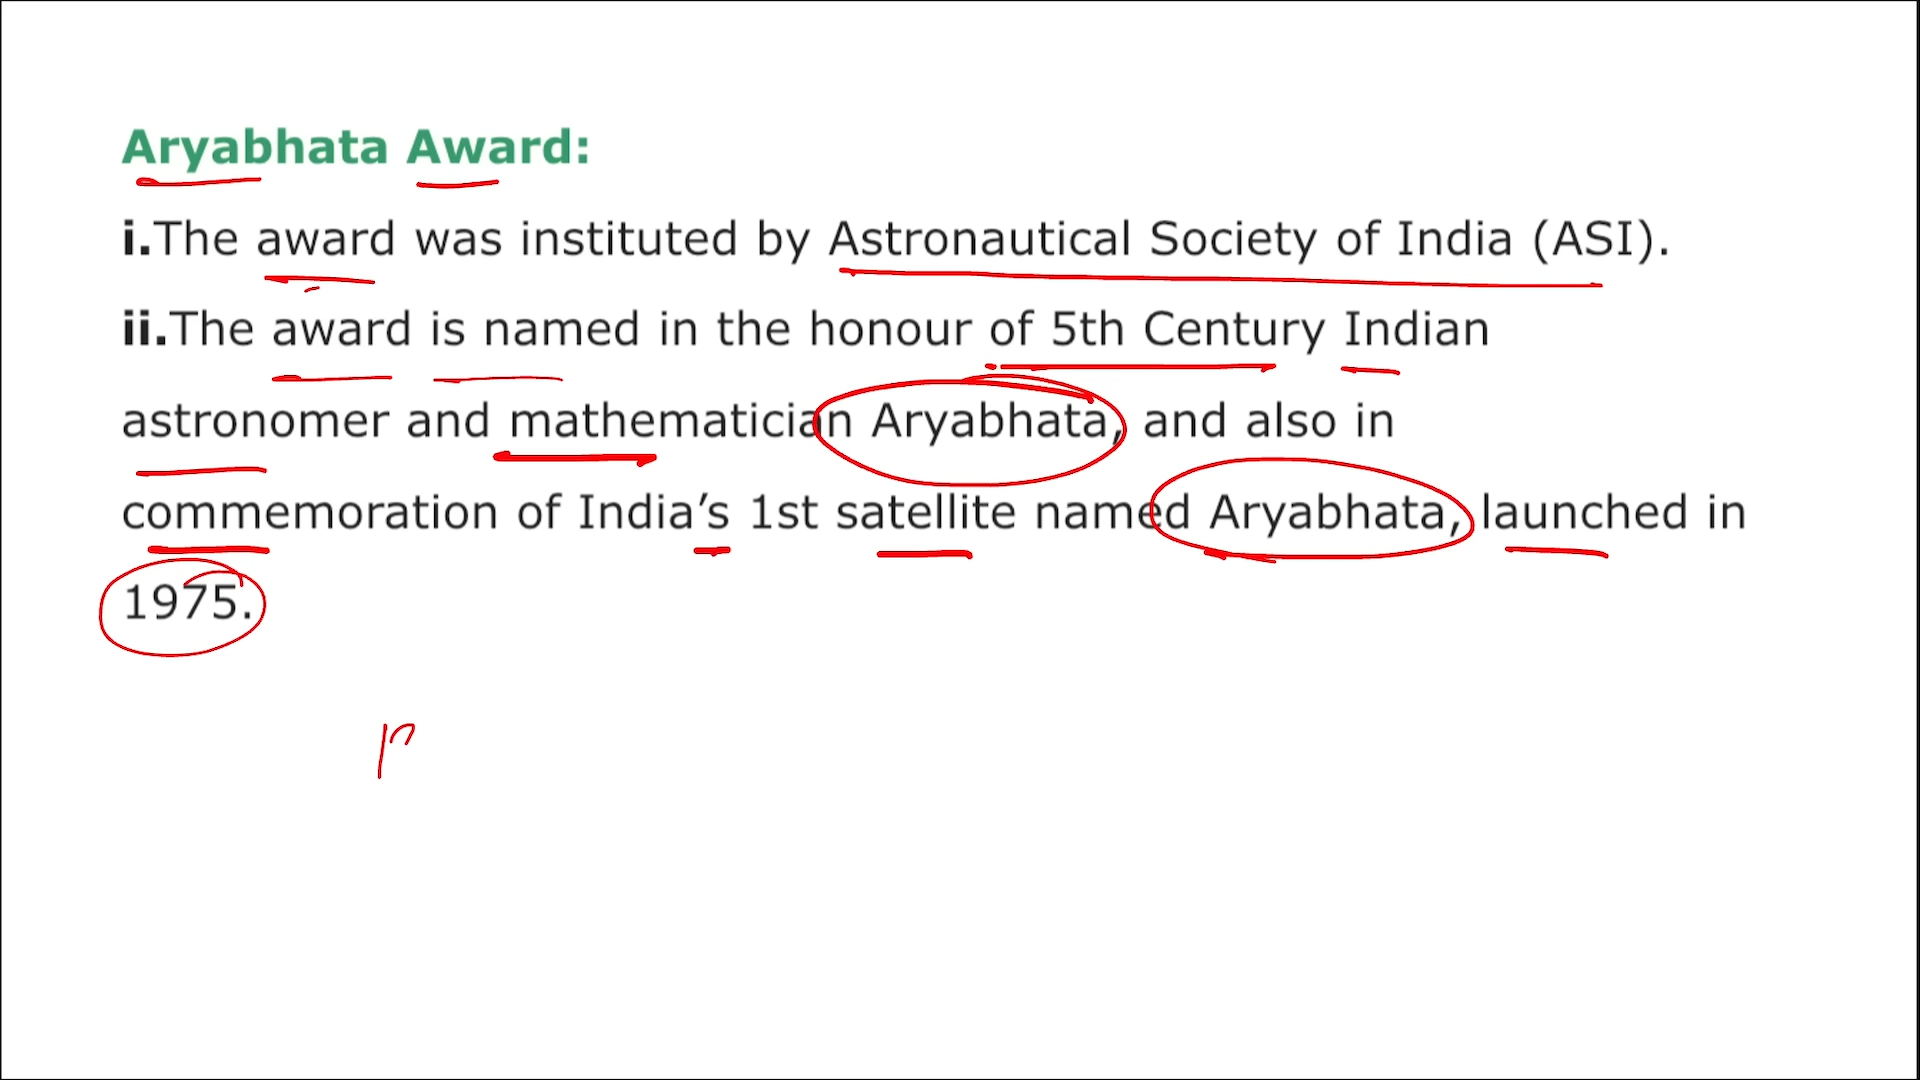 Aryabhata Award:
i.The award was instituted by Astronautical Society of India (ASI).
ii.The award is named in the honour of 5th Century Indian
astronomer and mathematician Aryabhata, and also in
commemoration of India’s 1st satellite named Aryabhata, launched in
1975.